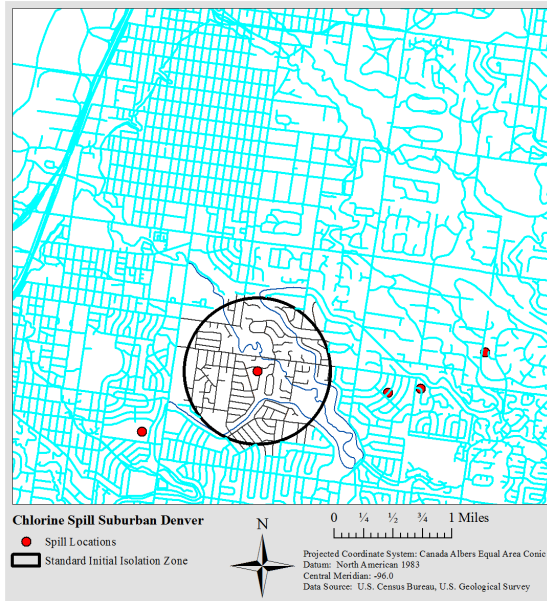 Chlorine Spill Suburban Denver
Spill Locations
Standard Initial Isolation Zone
N
0 ¼ ½ ¾ 1 Miles
Projected Coordinate System: Canada Albers Equal Area Conic
Datum: North American 1983
Central Meridian: -96.0
Data Source: U.S. Census Bureau, U.S. Geological Survey